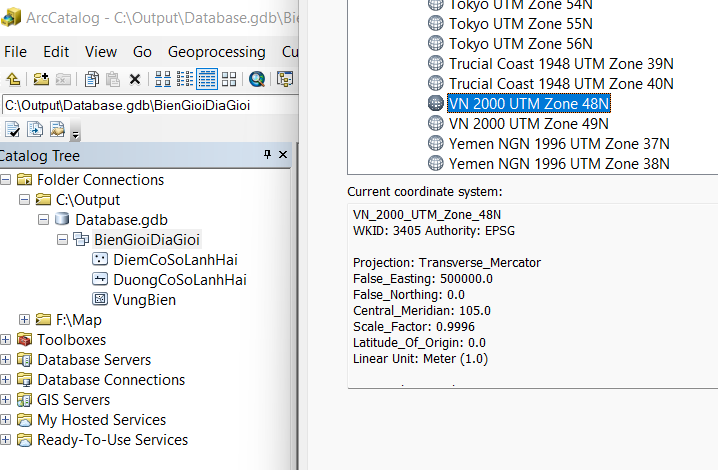 ArcCatalog - C:\Output\Database.gdb\Bien
File Edit View Go Geoprocessing Cu
C:\Output\Database.gdb\BienGioiDiaGioi
Catalog Tree
Folder Connections
C:\Output
Database.gdb
BienGioiDiaGioi
DiemCoSoLanhHai
DuongCoSoLanhHai
VungBien
F:\Map
Toolboxes
Database Servers
Database Connections
GIS Servers
My Hosted Services
Ready-To-Use Services
Tokyo UTM Zone 54N
Tokyo UTM Zone 55N
Tokyo UTM Zone 56N
Trucial Coast 1948 UTM Zone 39N
Trucial Coast 1948 UTM Zone 40N
VN 2000 UTM Zone 48N
VN 2000 UTM Zone 49N
Yemen NGN 1996 UTM Zone 37N
Yemen NGN 1996 UTM Zone 38N
Current coordinate system:
VN_2000_UTM_Zone_48N
WKID: 3405 Authority: EPSG
Projection: Transverse_Mercator
False_Easting: 500000.0
False_Northing: 0.0
Central_Meridian: 105.0
Scale_Factor: 0.9996
Latitude_Of_Origin: 0.0
Linear Unit: Meter (1.0)